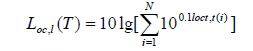 L_{oc,l}(T) = 10 lg[∑_{i=1}^{N} 10^{0.1loct,t(i)}]